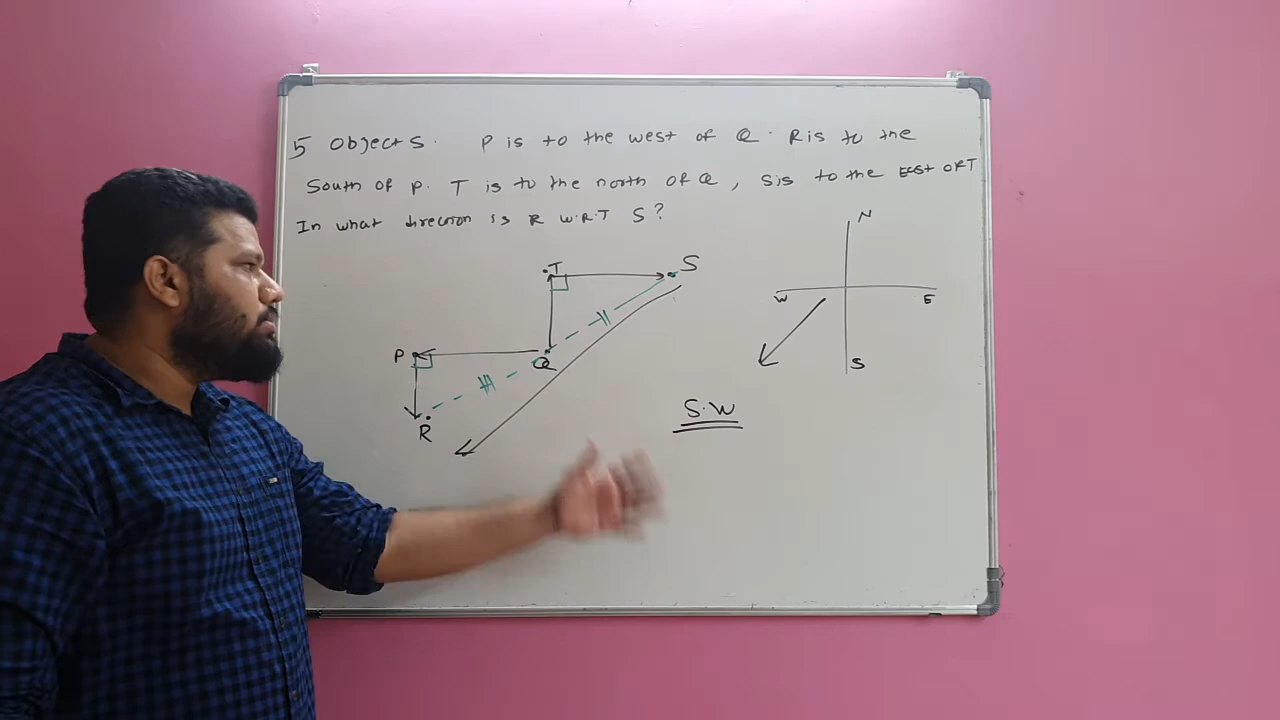 5 Objects. P is to the west of Q. R is to the
South of P. T is to the north of Q, S is to the East OF T
In what direction is R W.R.T S?
N
T
S
W
E
P
Q
S
S.W
R